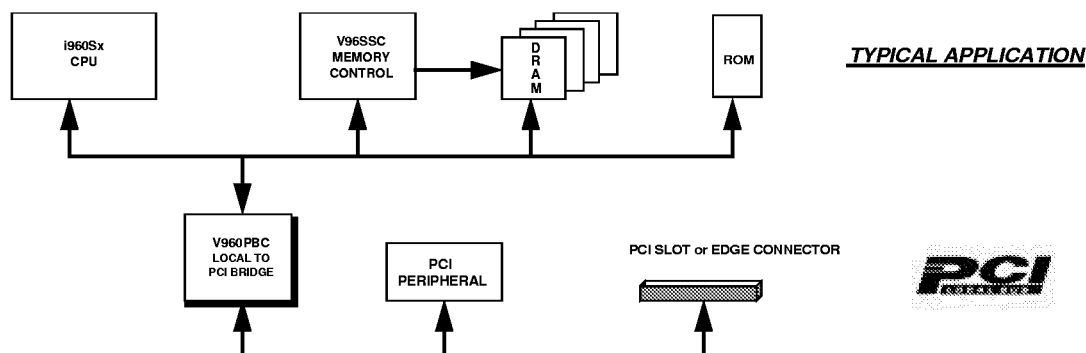 i960Sx
CPU
V96SSC
MEMORY
CONTROL
D
R
A
M
ROM
TYPICAL APPLICATION
V960PBC
LOCAL TO
PCI BRIDGE
PCI
PERIPHERAL
PCI SLOT or EDGE CONNECTOR
PCI